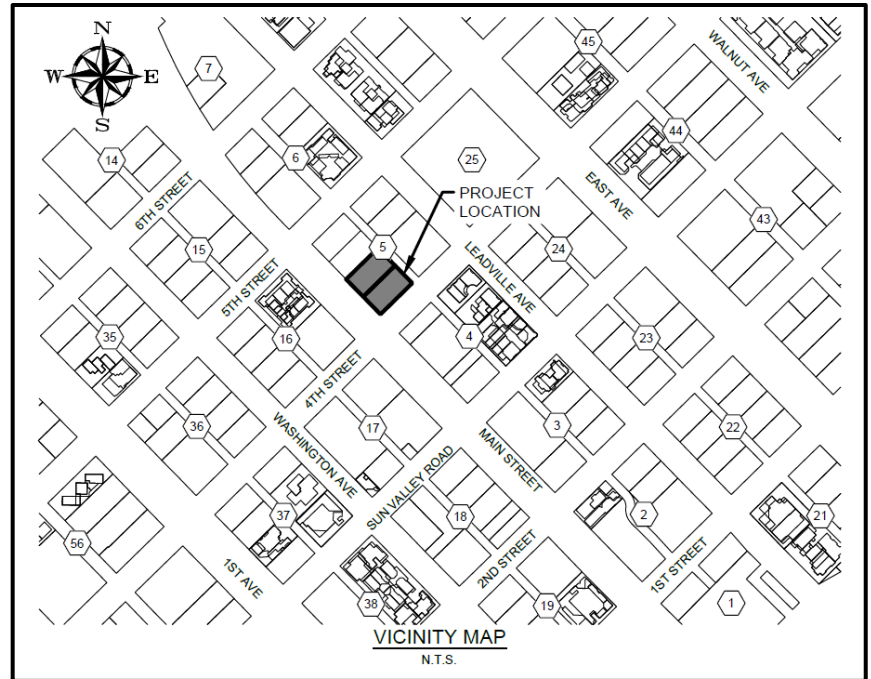 N
W E
S
7
45
WALNUT AVE
14
6
25
44
6TH STREET
PROJECT
LOCATION
EAST AVE
43
15
5
24
5TH STREET
LEADVILLE AVE
35
16
4
23
4TH STREET
36
17
WASHINGTON AVE
SUN VALLEY ROAD
MAIN STREET
3
22
56
37
18
2
21
1ST AVE
2ND STREET
1ST STREET
38
19
1
VICINITY MAP
N.T.S.